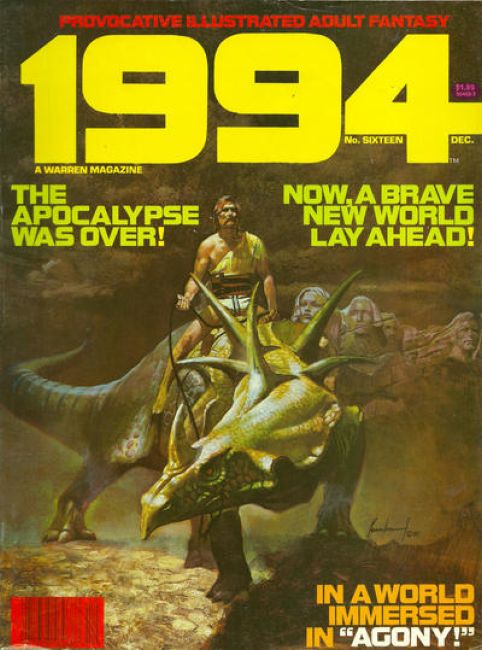 PROVOCATIVE ILLUSTRATED ADULT FANTASY
1994
$1.95
No. SIXTEEN
DEC.
TM
A WARREN MAGAZINE
THE
APOCALYPSE
WAS OVER!
NOW, A BRAVE
NEW WORLD
LAY AHEAD!
IN A WORLD
IMMERSED
IN “AGONY!”